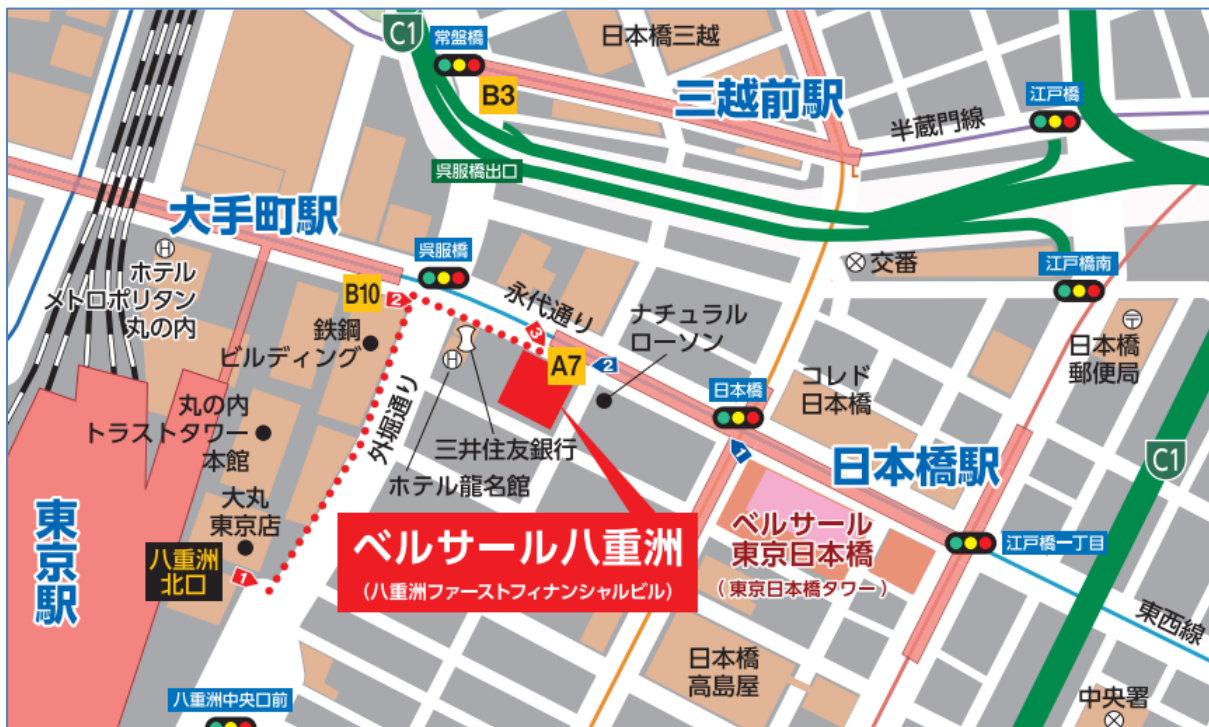 C1
常盤橋
日本橋三越
B3
三越前駅
江戸橋
半蔵門線
呉服橋出口
大手町駅
呉服橋
H
ホテル
メトロポリタン
丸の内
B10
2
永代通り
3
交番
江戸橋南
鉄鋼
ビルディング
H
A7
2
ナチュラル
ローソン
〒
日本橋
郵便局
日本橋
コレド
日本橋
丸の内
トラストタワー
本館
外堀通り
三井住友銀行
ホテル龍名館
1
日本橋駅
C1
大丸
東京店
東京駅
八重洲
北口
1
ベルサール八重洲
(八重洲ファーストフィナンシャルビル)
ベルサール
東京日本橋
(東京日本橋タワー)
江戸橋一丁目
東西線
日本橋
高島屋
八重洲中央口前
中央署